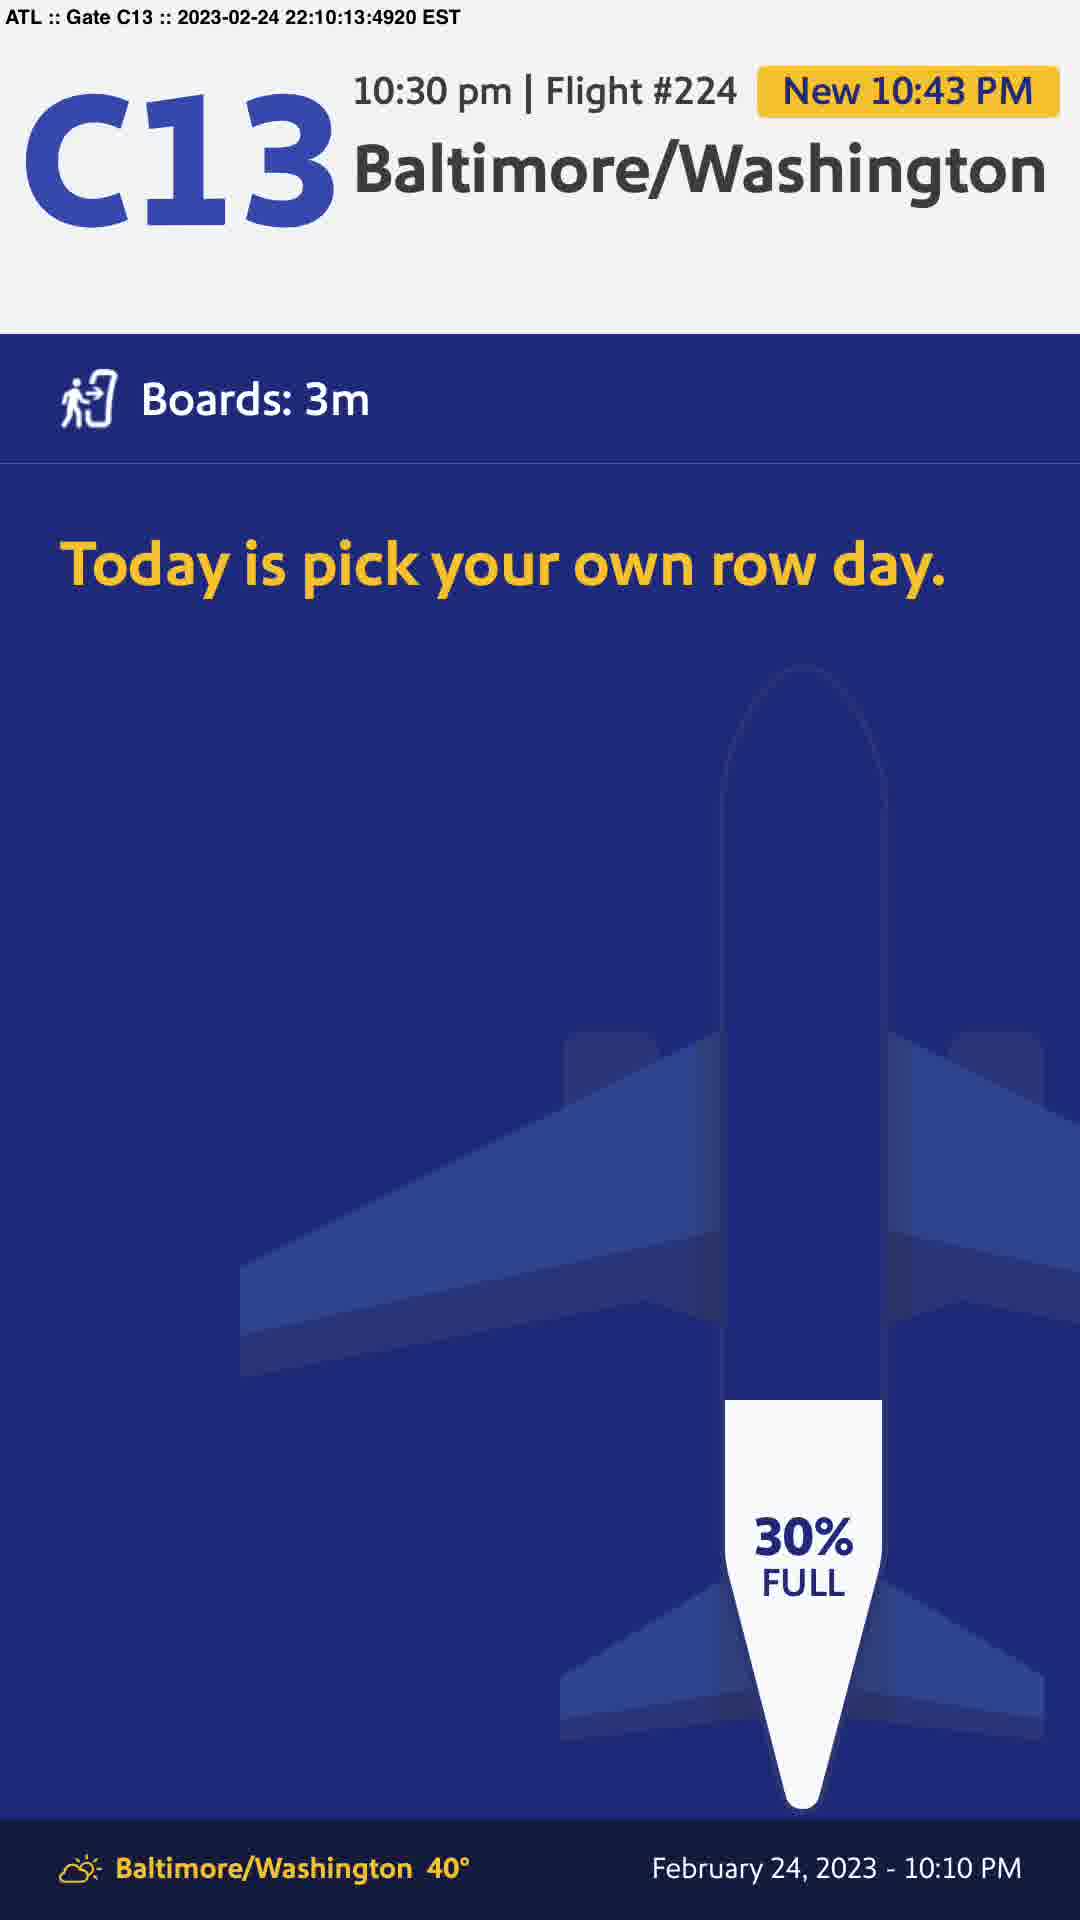 ATL :: Gate C13 :: 2023-02-24 22:10:13:4920 EST
C13
10:30 pm | Flight #224 New 10:43 PM
Baltimore/Washington
Boards: 3m
Today is pick your own row day.
30%
FULL
Baltimore/Washington 40°
February 24, 2023 - 10:10 PM